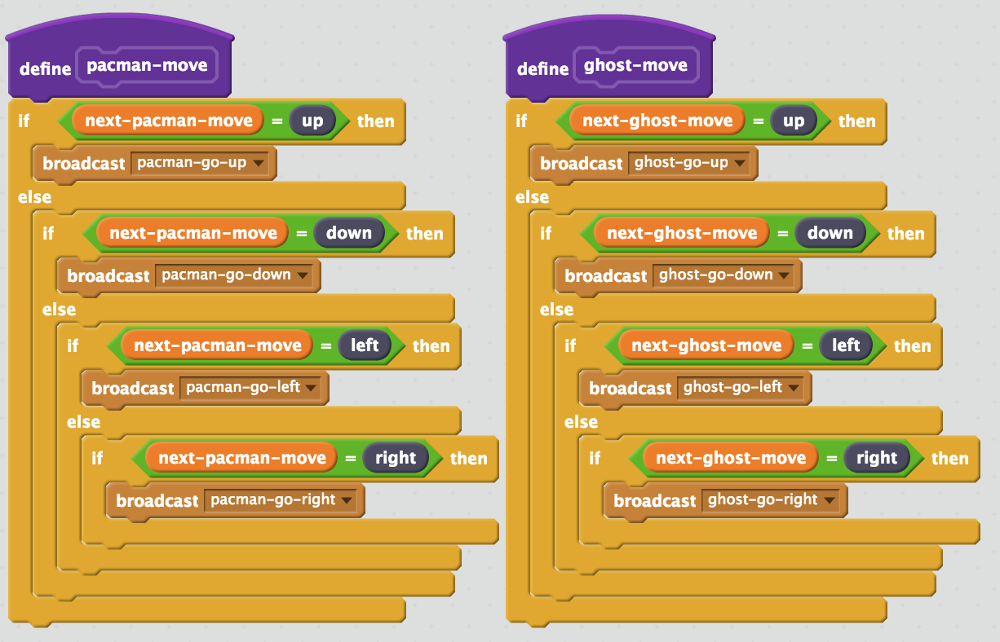 define pacman-move
if next-pacman-move = up then
broadcast pacman-go-up
else
if next-pacman-move = down then
broadcast pacman-go-down
else
if next-pacman-move = left then
broadcast pacman-go-left
else
if next-pacman-move = right then
broadcast pacman-go-right
define ghost-move
if next-ghost-move = up then
broadcast ghost-go-up
else
if next-ghost-move = down then
broadcast ghost-go-down
else
if next-ghost-move = left then
broadcast ghost-go-left
else
if next-ghost-move = right then
broadcast ghost-go-right